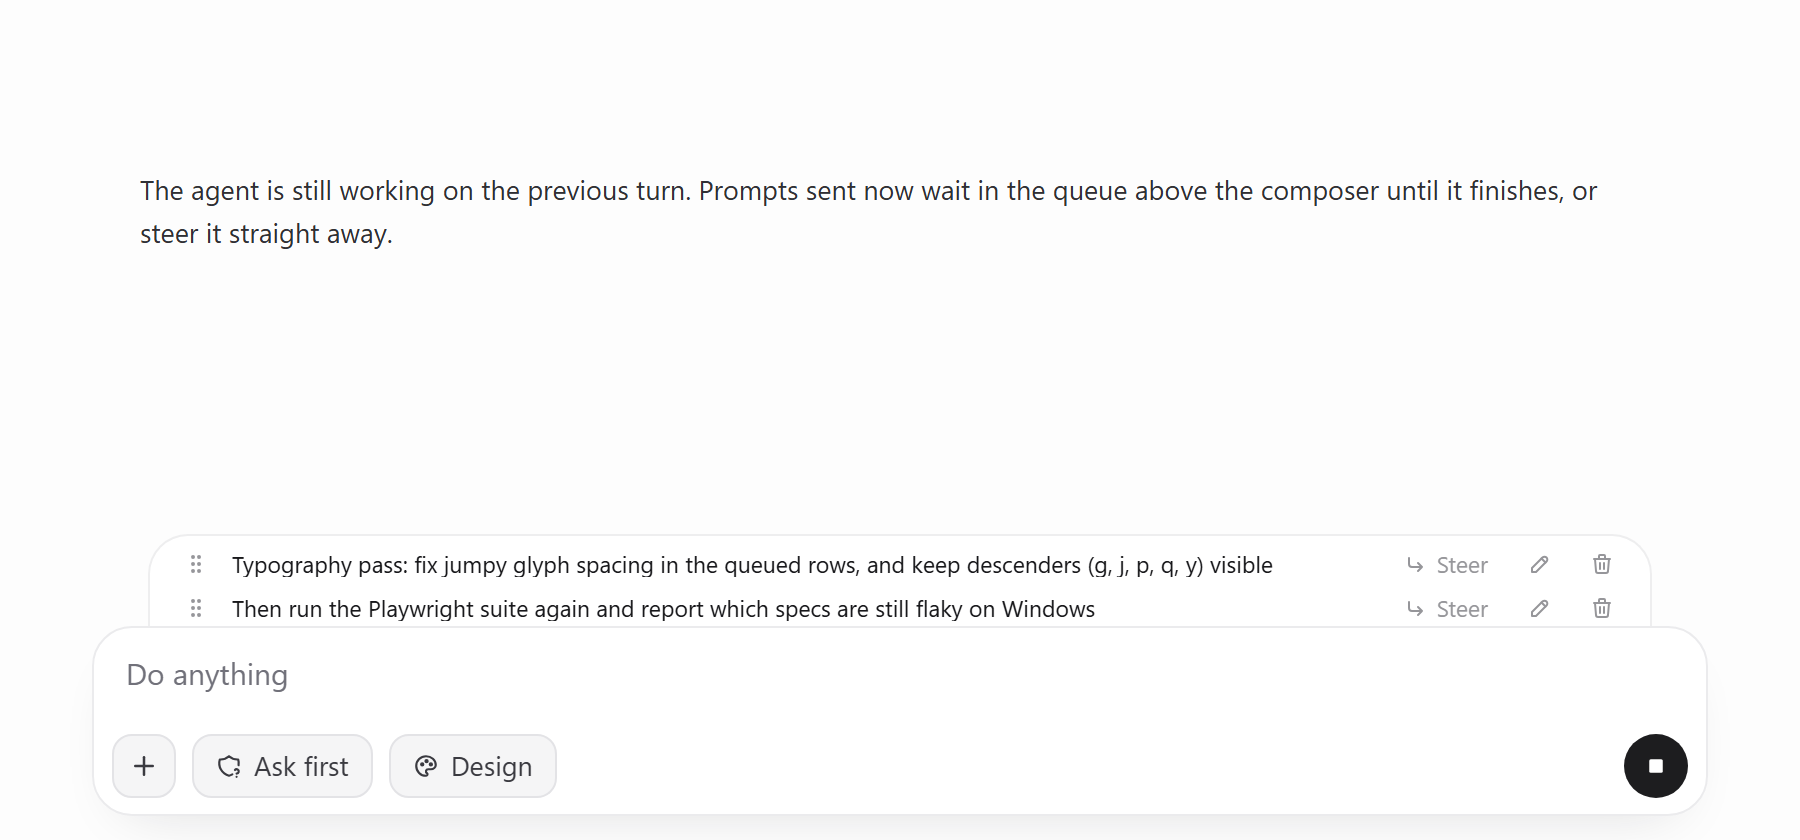 The agent is still working on the previous turn. Prompts sent now wait in the queue above the composer until it finishes, or
steer it straight away.
Typography pass: fix jumpy glyph spacing in the queued rows, and keep descenders (g, j, p, q, y) visible
Steer
Then run the Playwright suite again and report which specs are still flaky on Windows
Steer
Do anything
Ask first
Design